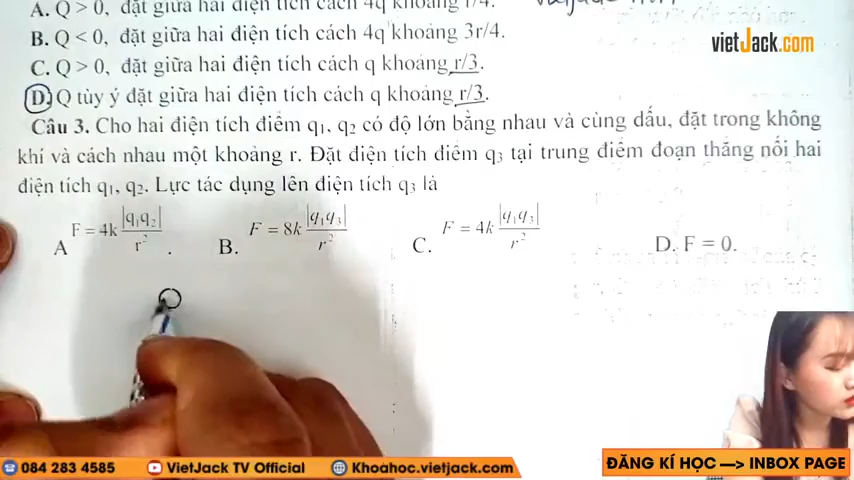 A. Q > 0, đặt giữa hai điện tích cách 4q khoảng r/4.
B. Q < 0, đặt giữa hai điện tích cách 4q khoảng 3r/4.
vietJack.com
C. Q > 0, đặt giữa hai điện tích cách q khoảng r/3.
D. Q tùy ý đặt giữa hai điện tích cách q khoảng r/3.
Câu 3. Cho hai điện tích điểm q₁, q₂ có độ lớn bằng nhau và cùng dấu, đặt trong không
khí và cách nhau một khoảng r. Đặt điện tích điểm q₃ tại trung điểm đoạn thẳng nối hai
điện tích q₁, q₂. Lực tác dụng lên điện tích q₃ là
A F = 4k |q₁q₂| / r² . B. F = 8k |q₁q₃| / r² C. F = 4k |q₁q₃| / r² D. F = 0.
084 283 4585 VietJack TV Official Khoahoc.vietjack.com
ĐĂNG KÍ HỌC —> INBOX PAGE